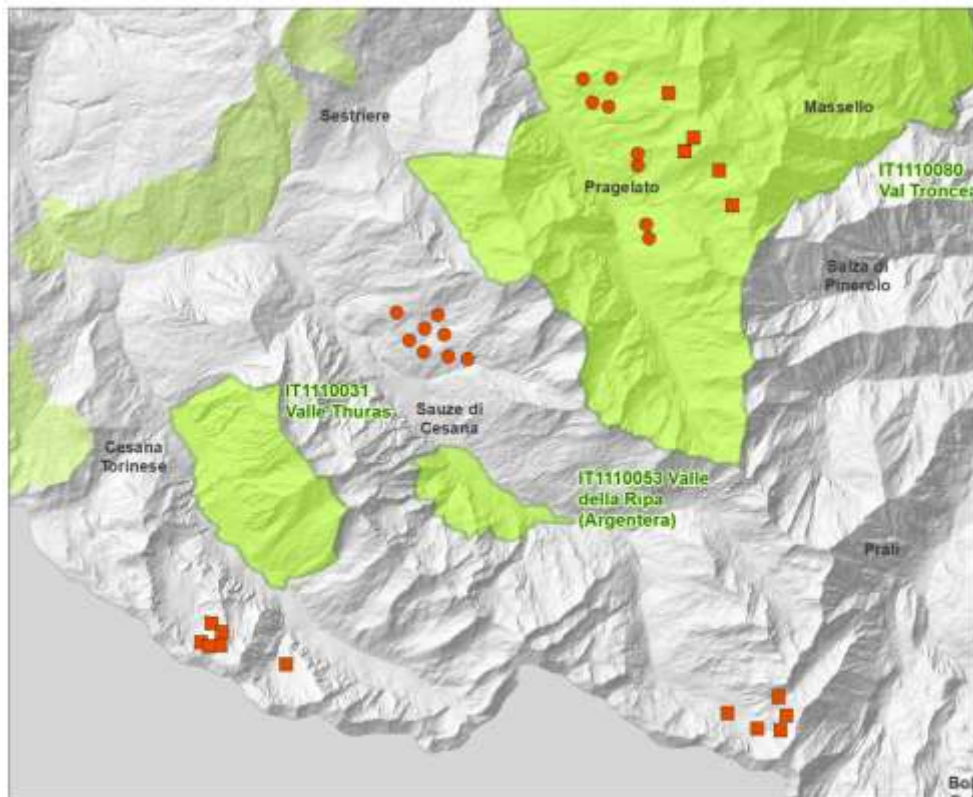 Sestriere
Massello
IT1110080
Val Troncea
Pragelato
Salza di
Pinerolo
IT1110031
Valle Thuras
Sauze di
Cesana
Cesana
Torinese
IT1110053 Valle
della Ripa
(Argentera)
Prali